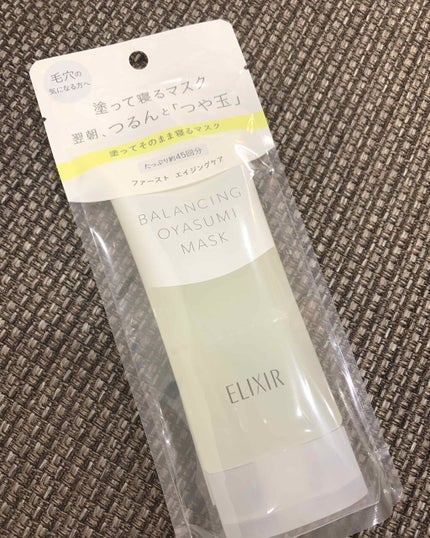 毛穴の
気になる方へ
塗って寝るマスク
翌朝、つるんと「つや玉」
塗ってそのまま寝るマスク
たっぷり約45回分
ファースト エイジングケア
BALANCING
OYASUMI
MASK
ELIXIR